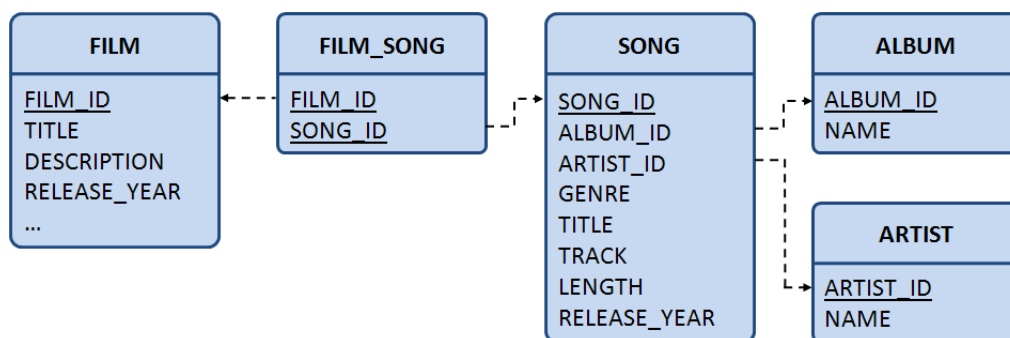 FILM
FILM_ID
TITLE
DESCRIPTION
RELEASE_YEAR
...
FILM_SONG
FILM_ID
SONG_ID
SONG
SONG_ID
ALBUM_ID
ARTIST_ID
GENRE
TITLE
TRACK
LENGTH
RELEASE_YEAR
ALBUM
ALBUM_ID
NAME
ARTIST
ARTIST_ID
NAME